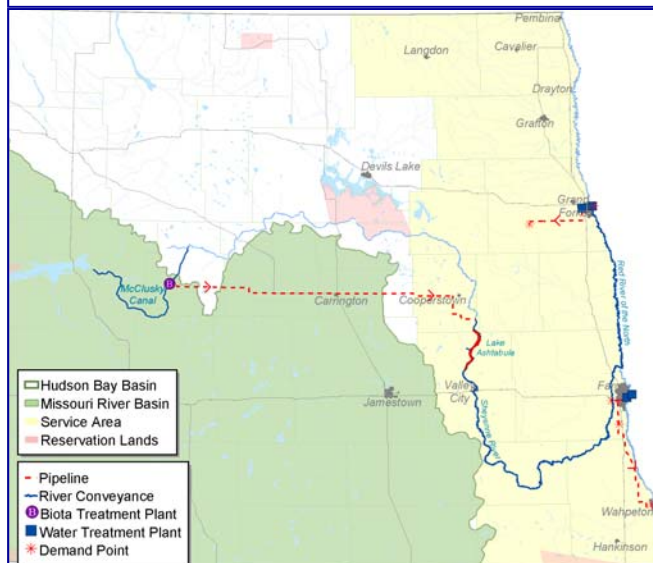 Pembina
Langdon
Cavalier
Drayton
Grafton
Devils Lake
Grand
Forks
Red River of the North
McClusky
Canal
B
Carrington
Cooperstown
Lake
Ashtabula
Jamestown
Valley
City
Sheyenne River
Wahpeton
Hankinson
Hudson Bay Basin
Missouri River Basin
Service Area
Reservation Lands
Pipeline
River Conveyance
B Biota Treatment Plant
Water Treatment Plant
Demand Point